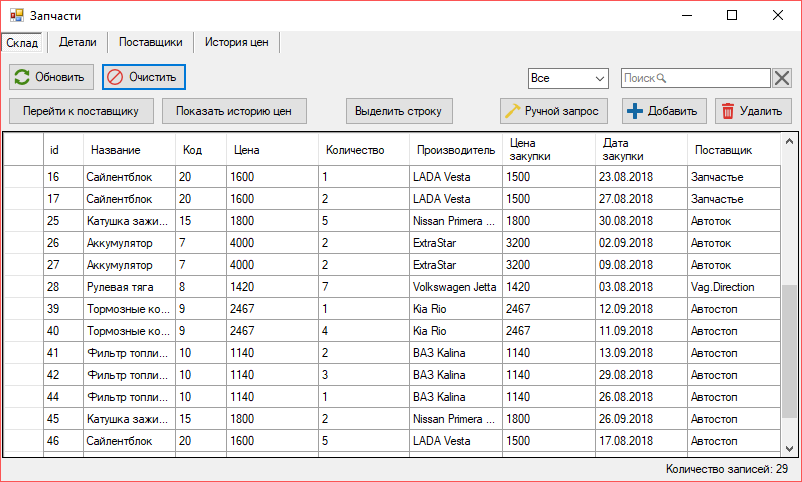 Запчасти
Склад Детали Поставщики История цен
Обновить Очистить Все Поиск
Перейти к поставщику Показать историю цен Выделить строку Ручной запрос Добавить Удалить
id Название Код Цена Количество Производитель Цена закупки Дата закупки Поставщик
16 Сайлентблок 20 1600 1 LADA Vesta 1500 23.08.2018 Запчастье
17 Сайлентблок 20 1600 2 LADA Vesta 1500 27.08.2018 Запчастье
25 Катушка зажи... 15 1800 5 Nissan Primera ... 1800 30.08.2018 Автоток
26 Аккумулятор 7 4000 2 ExtraStar 3200 02.09.2018 Автоток
27 Аккумулятор 7 4000 2 ExtraStar 3200 09.08.2018 Автоток
28 Рулевая тяга 8 1420 7 Volkswagen Jetta 1420 03.08.2018 Vag.Direction
39 Тормозные ко... 9 2467 1 Kia Rio 2467 12.09.2018 Автостоп
40 Тормозные ко... 9 2467 4 Kia Rio 2467 11.09.2018 Автостоп
41 Фильтр топли... 10 1140 2 ВАЗ Kalina 1140 13.09.2018 Автостоп
42 Фильтр топли... 10 1140 3 ВАЗ Kalina 1140 29.08.2018 Автостоп
44 Фильтр топли... 10 1140 1 ВАЗ Kalina 1140 26.08.2018 Автостоп
45 Катушка зажи... 15 1800 2 Nissan Primera ... 1800 26.09.2018 Автостоп
46 Сайлентблок 20 1600 5 LADA Vesta 1500 17.08.2018 Автостоп
Количество записей: 29